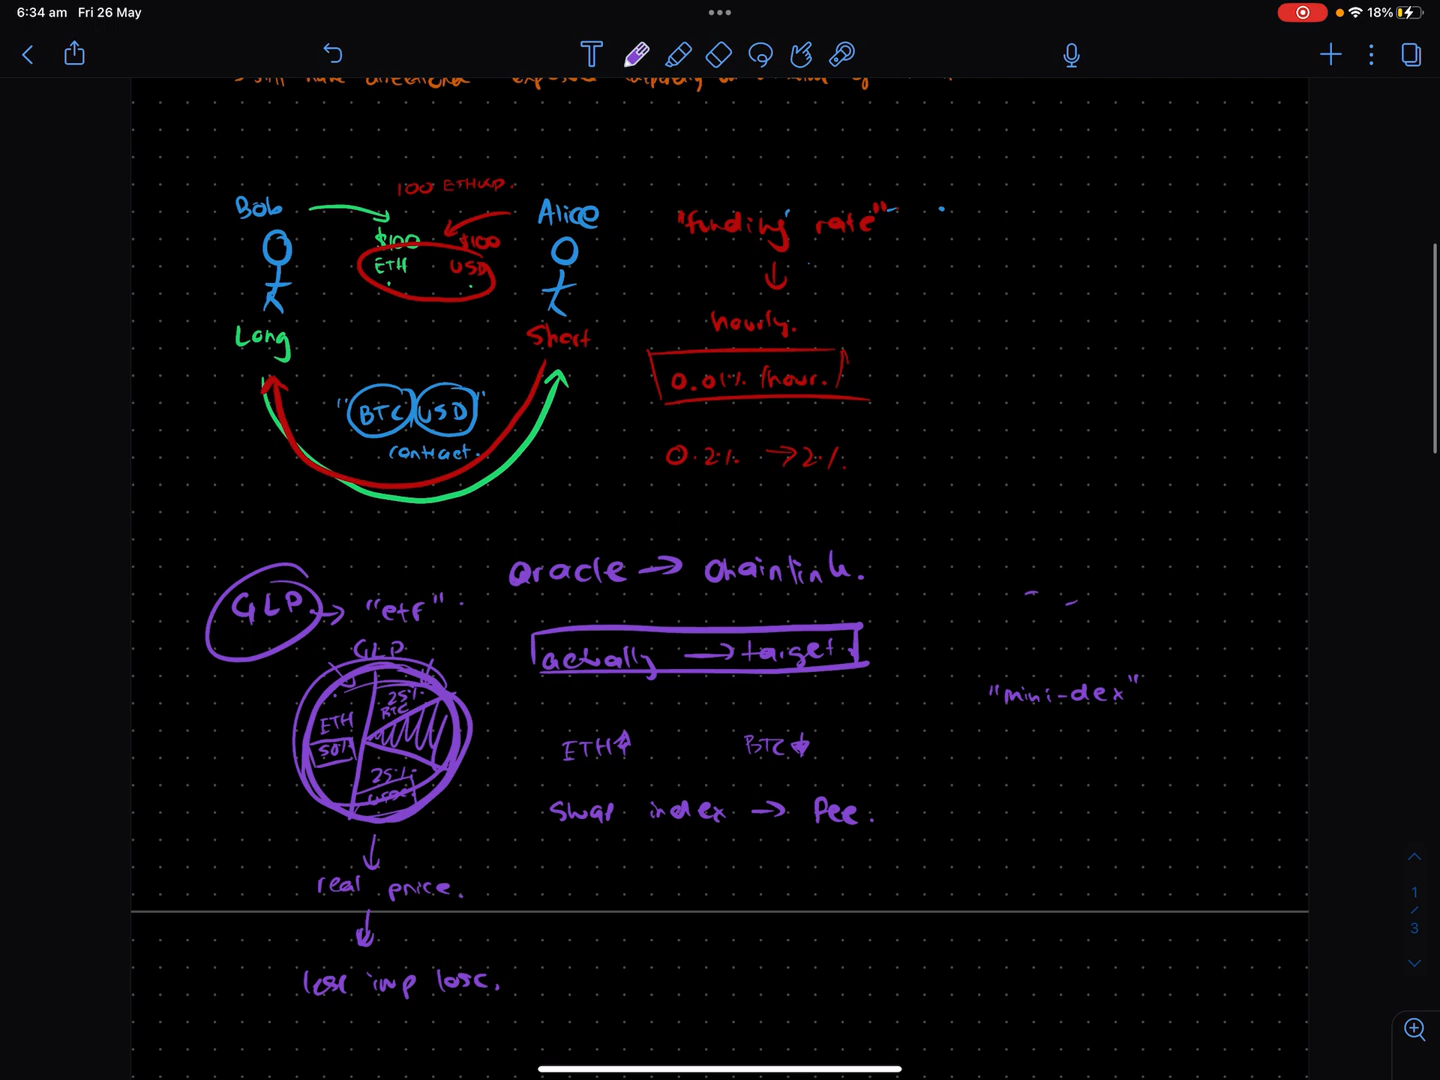 6:34 am Fri 26 May
18%
T
Bob
100 ETHUSD.
Alice
"funding rate"
$100
$100
ETH
USD
Long
Short
hourly.
0.01% /hour.
"BTC USD"
contract.
0.2% → 2%.
Oracle → Chainlink.
GLP → "etf".
GLP
actually → target
25%
BTC
ETH
50%
25%
USDC
"mini-dex"
ETH↑ BTC↓
Swap index → Fee.
real price.
imp loss.
1
/
3